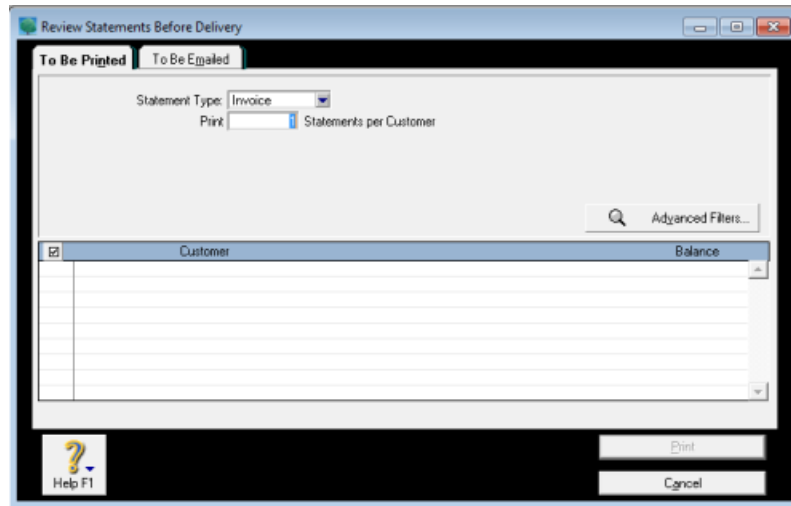 Review Statements Before Delivery
To Be Printed To Be Emailed
Statement Type: Invoice
Print 1 Statements per Customer
Advanced Filters...
Customer Balance
Help F1
Print
Cancel